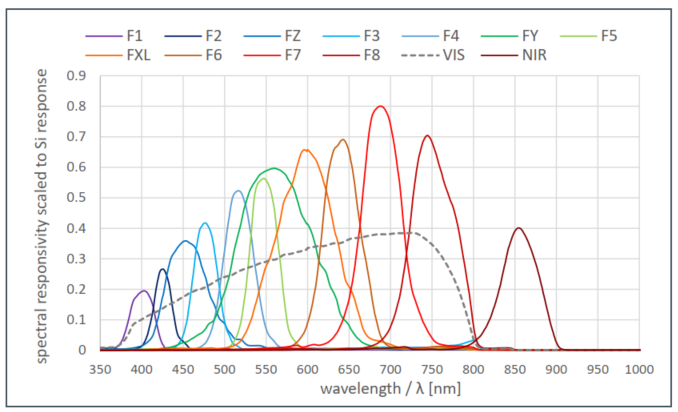 F1 F2 FZ F3 F4 FY F5
FXL F6 F7 F8 VIS NIR
spectral responsivity scaled to Si response
0.9
0.8
0.7
0.6
0.5
0.4
0.3
0.2
0.1
0
350 400 450 500 550 600 650 700 750 800 850 900 950 1000
wavelength / λ [nm]